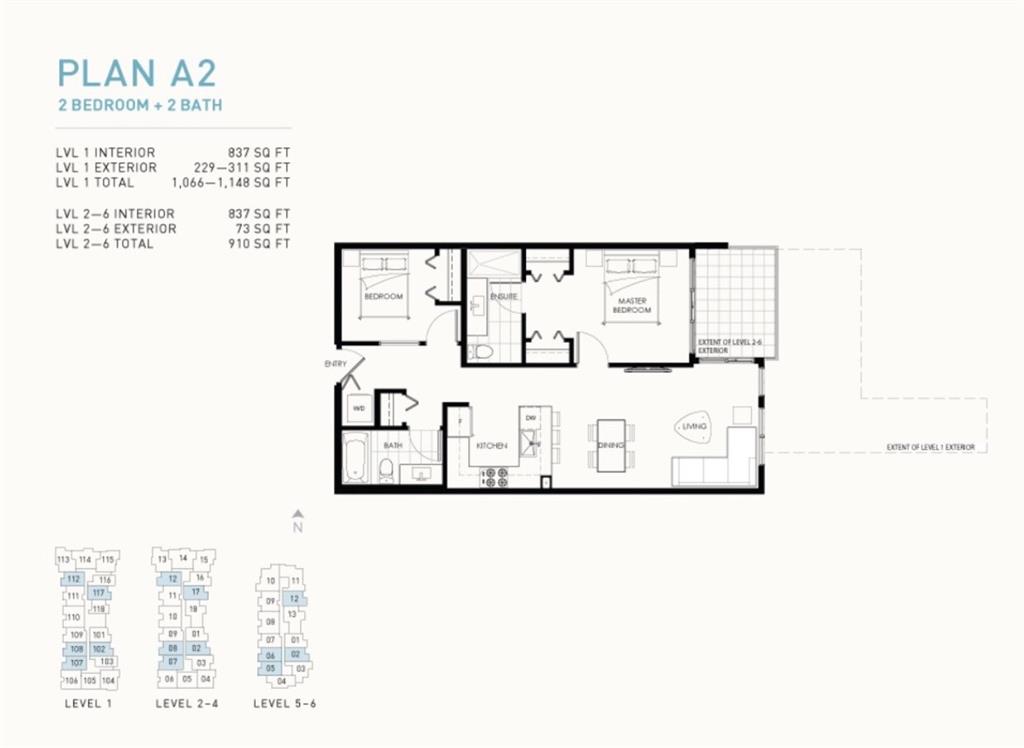 PLAN A2
2 BEDROOM + 2 BATH
LVL 1 INTERIOR 837 SQ FT
LVL 1 EXTERIOR 229—311 SQ FT
LVL 1 TOTAL 1,066—1,148 SQ FT
LVL 2—6 INTERIOR 837 SQ FT
LVL 2—6 EXTERIOR 73 SQ FT
LVL 2—6 TOTAL 910 SQ FT
BEDROOM
ENSUITE
MASTER
BEDROOM
EXTENT OF LEVEL 2-6
EXTERIOR
ENTRY
WD
BATH
F
KITCHEN
DW
DINING
LIVING
EXTENT OF LEVEL 1 EXTERIOR
N
113 114 115
112 116
111 117
118
110
109 101
108 102
107 103
106 105 104
LEVEL 1
13 14 15
12 16
11 17
18
10
09 01
08 02
07 03
06 05 04
LEVEL 2-4
10 11
09 12
13
08
07 01
06 02
05 03
04
LEVEL 5-6